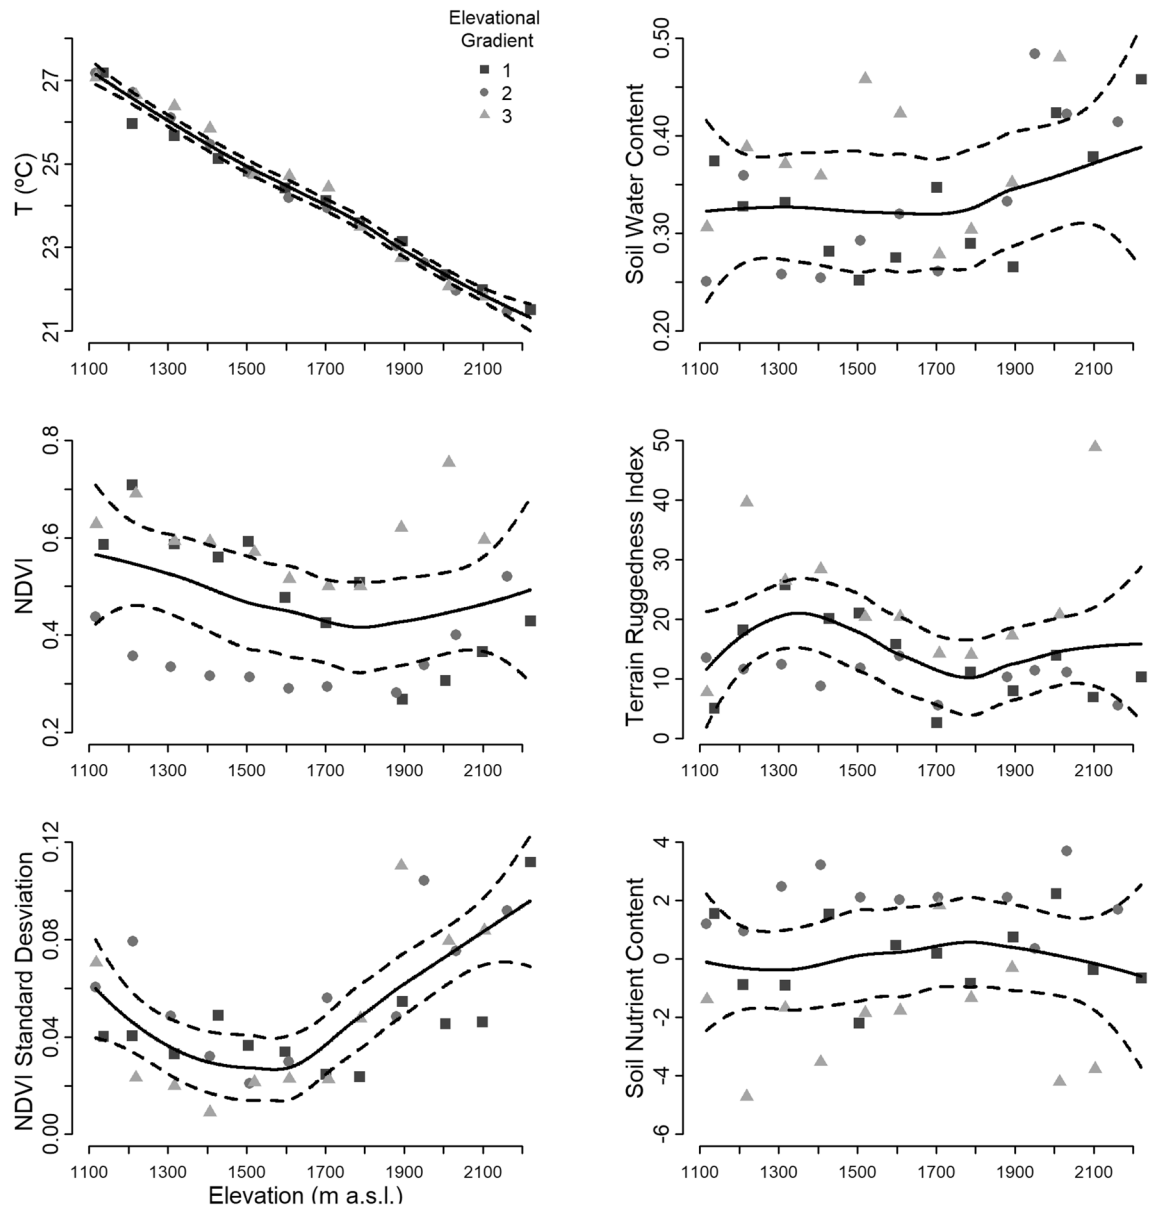 Elevational
Gradient
1
2
3
T (ºC)
27
25
23
21
1100 1300 1500 1700 1900 2100
Soil Water Content
0.50
0.40
0.30
0.20
1100 1300 1500 1700 1900 2100
NDVI
0.8
0.6
0.4
0.2
1100 1300 1500 1700 1900 2100
Terrain Ruggedness Index
50
40
30
20
10
0
1100 1300 1500 1700 1900 2100
NDVI Standard Desviation
0.12
0.08
0.04
0.00
1100 1300 1500 1700 1900 2100
Elevation (m a.s.l.)
Soil Nutrient Content
4
2
0
-2
-4
-6
1100 1300 1500 1700 1900 2100